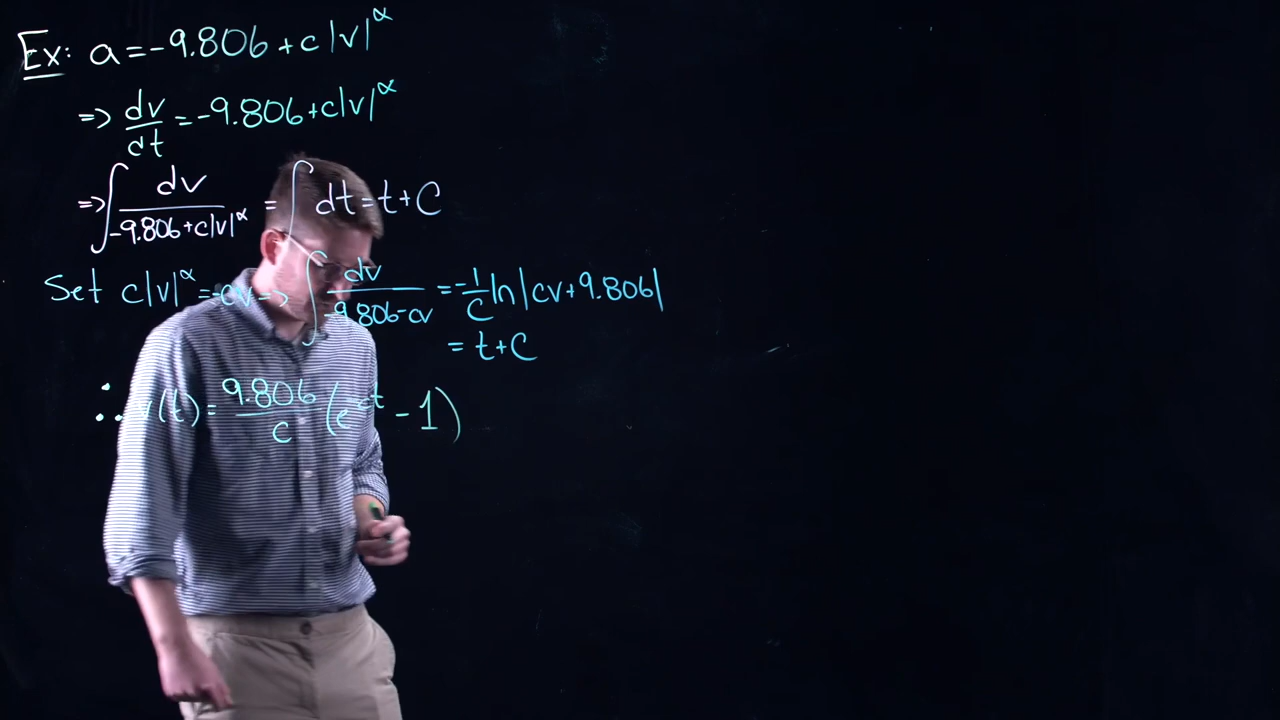 Ex: a = -9.806 + c|v|^α
=> dv/dt = -9.806 + c|v|^α
=> ∫ dv/(-9.806 + c|v|^α) = ∫ dt = t + C
Set c|v|^α = -cv => ∫ dv/(-9.806 - cv) = -1/c ln|cv + 9.806|
= t + C
∴ v(t) = 9.806/c (e^-ct - 1)